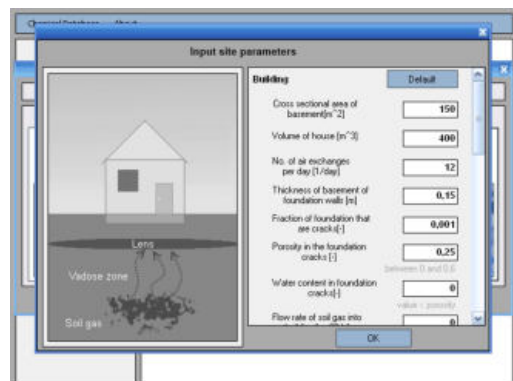 Chemical Database About
Input site parameters
Building
Default
Cross sectional area of
basement[m^2]
150
Volume of house [m^3]
400
No. of air exchanges
per day [1/day]
12
Thickness of basement of
foundation walls [m]
0,15
Fraction of foundation that
are cracks[-]
0,001
Porosity in the foundation
cracks [-]
0,25
between 0 and 0.6
Water content in foundation
cracks[-]
0
value < porosity
Flow rate of soil gas into
0
OK
Lens
Vadose zone
Soil gas